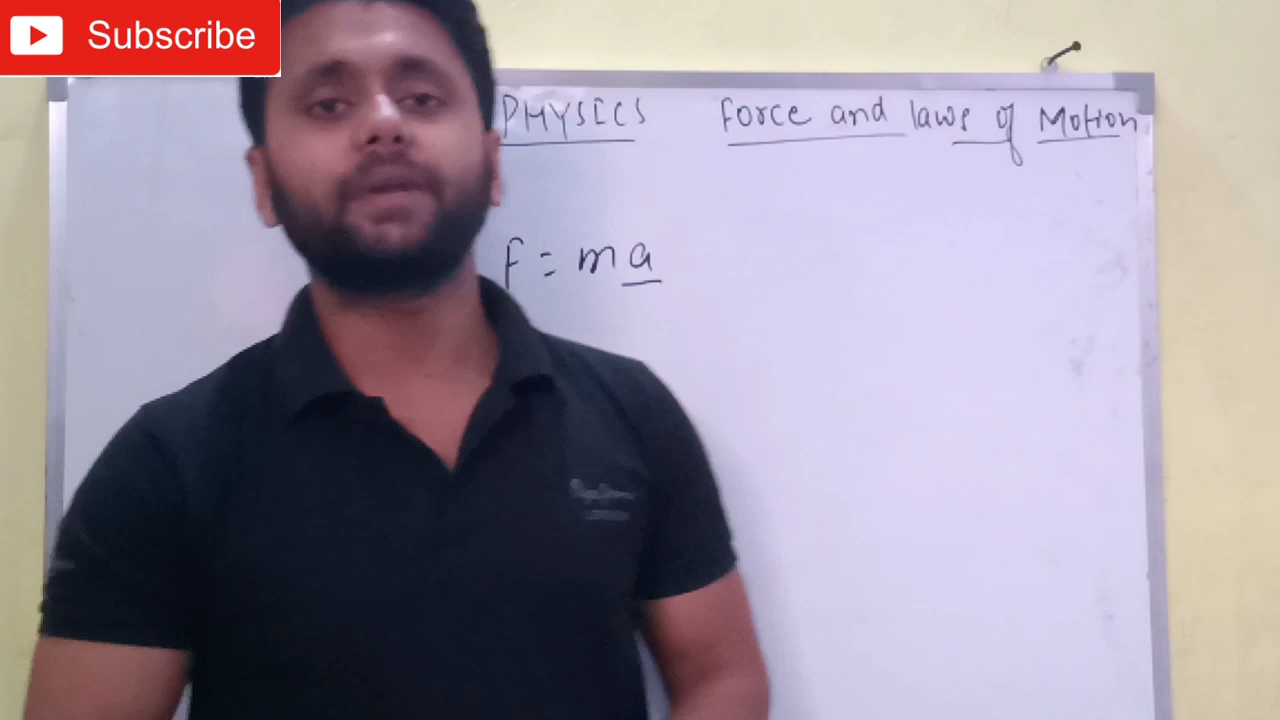 Subscribe
PHYSICS Force and laws of Motion
F = ma